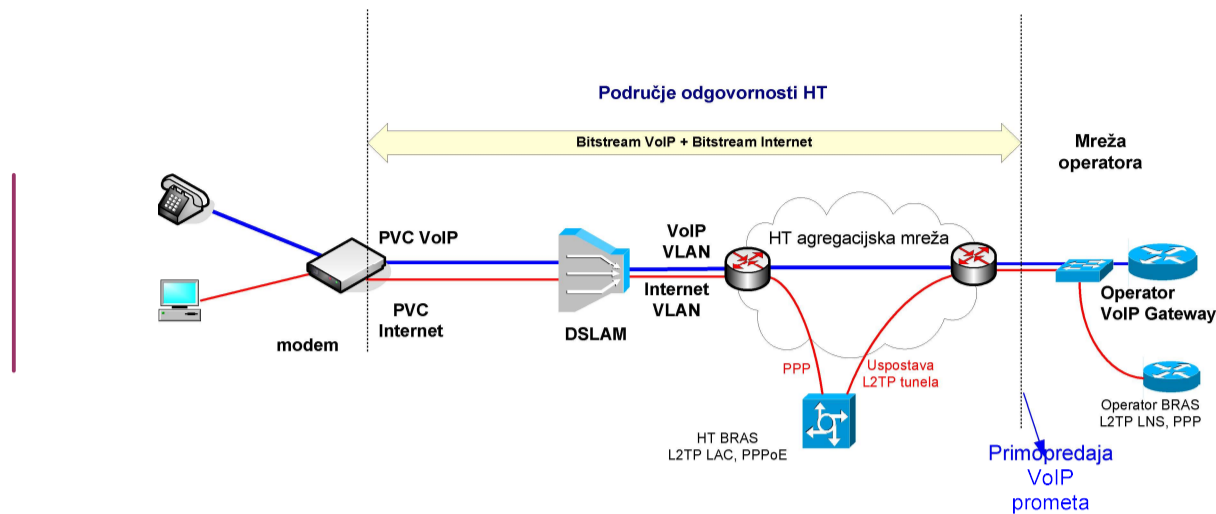 Područje odgovornosti HT
Bitstream VoIP + Bitstream Internet
Mreža
operatora
PVC VoIP
PVC
Internet
modem
DSLAM
VoIP
VLAN
Internet
VLAN
HT agregacijska mreža
PPP
Uspostava
L2TP tunela
HT BRAS
L2TP LAC, PPPoE
Operator
VoIP Gateway
Operator BRAS
L2TP LNS, PPP
Primopredaja
VoIP
prometa